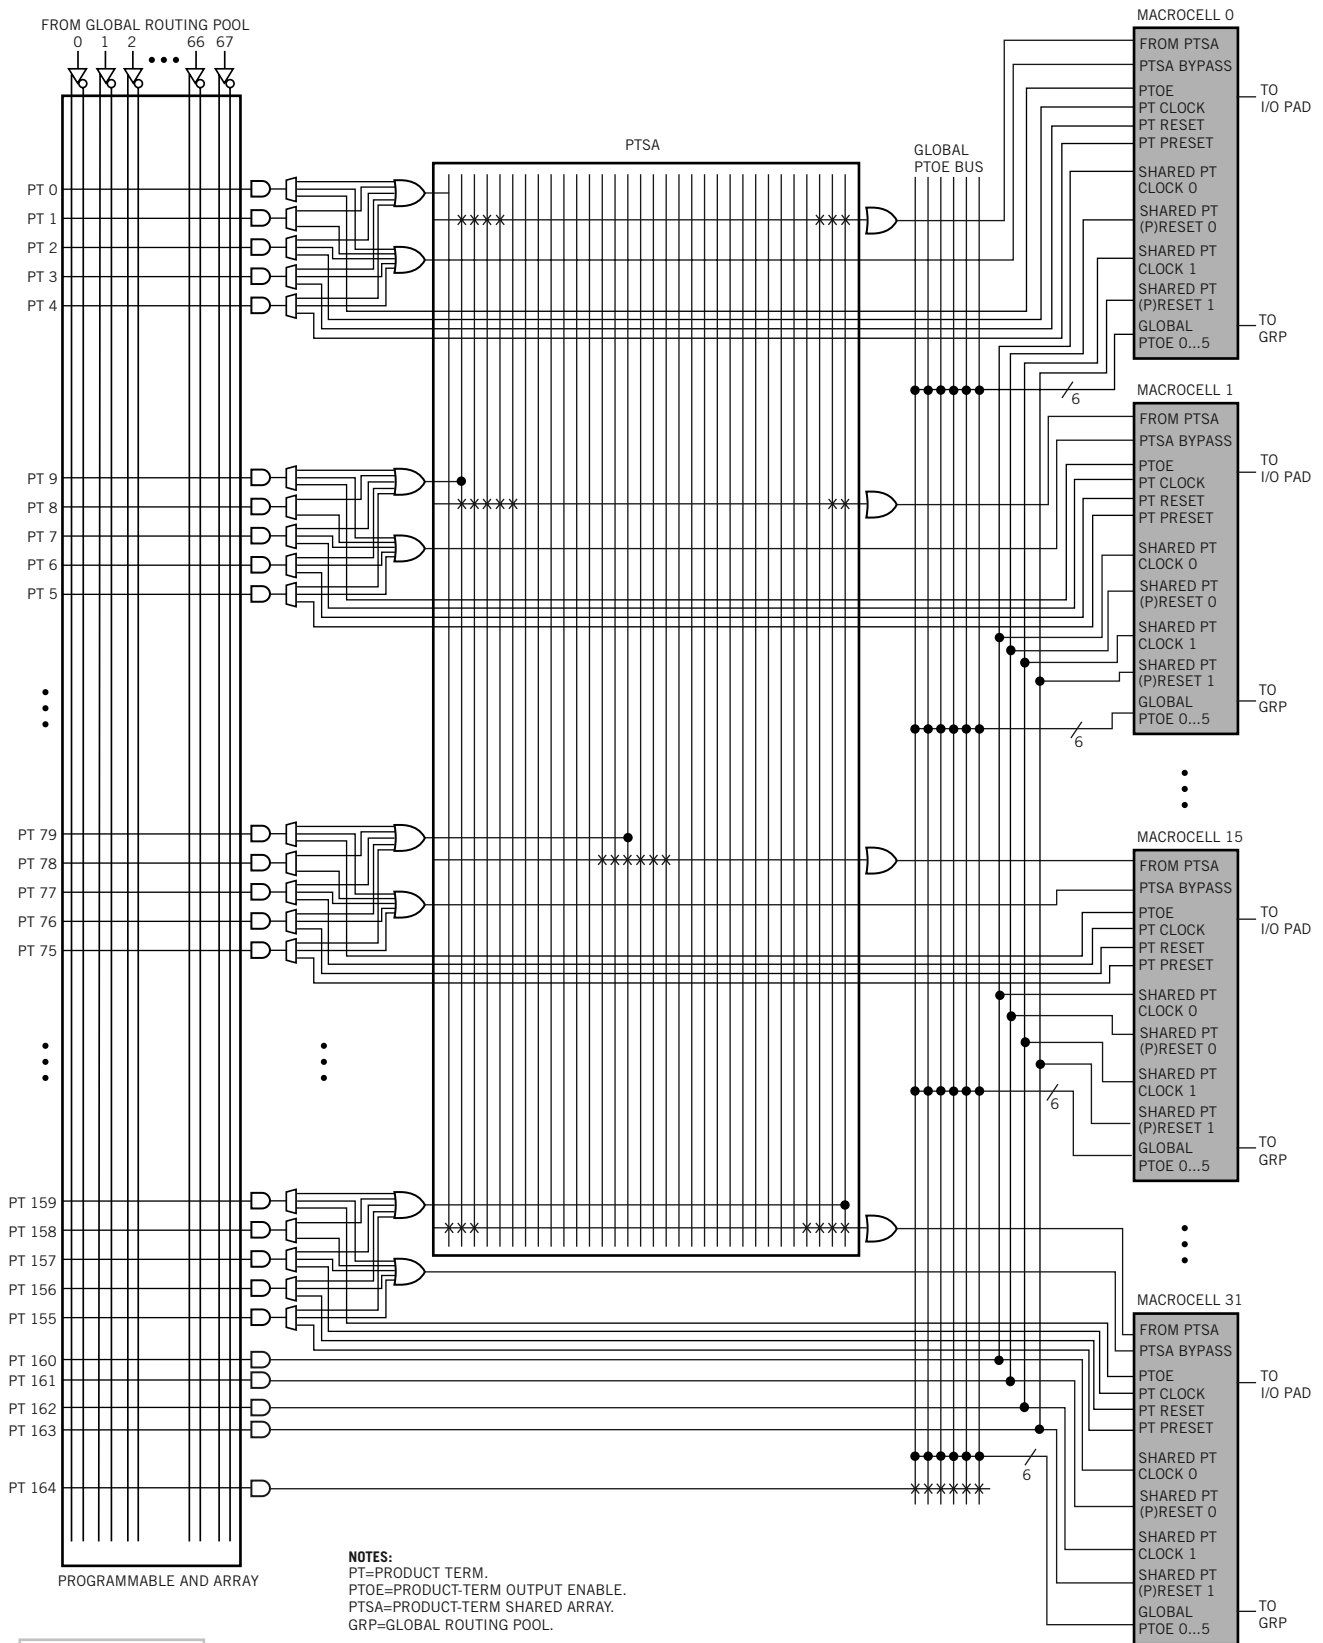 FROM GLOBAL ROUTING POOL
0 1 2 66 67
PTSA
GLOBAL
PTOE BUS
PT 0
PT 1
PT 2
PT 3
PT 4
PT 9
PT 8
PT 7
PT 6
PT 5
PT 79
PT 78
PT 77
PT 76
PT 75
PT 159
PT 158
PT 157
PT 156
PT 155
PT 160
PT 161
PT 162
PT 163
PT 164
PROGRAMMABLE AND ARRAY
MACROCELL 0
FROM PTSA
PTSA BYPASS
PTOE
PT CLOCK
PT RESET
PT PRESET
SHARED PT
CLOCK 0
SHARED PT
(P)RESET 0
SHARED PT
CLOCK 1
SHARED PT
(P)RESET 1
GLOBAL
PTOE 0...5
TO
I/O PAD
TO
GRP
6
MACROCELL 1
FROM PTSA
PTSA BYPASS
PTOE
PT CLOCK
PT RESET
PT PRESET
SHARED PT
CLOCK 0
SHARED PT
(P)RESET 0
SHARED PT
CLOCK 1
SHARED PT
(P)RESET 1
GLOBAL
PTOE 0...5
TO
I/O PAD
TO
GRP
6
MACROCELL 15
FROM PTSA
PTSA BYPASS
PTOE
PT CLOCK
PT RESET
PT PRESET
SHARED PT
CLOCK 0
SHARED PT
(P)RESET 0
SHARED PT
CLOCK 1
SHARED PT
(P)RESET 1
GLOBAL
PTOE 0...5
TO
I/O PAD
TO
GRP
6
MACROCELL 31
FROM PTSA
PTSA BYPASS
PTOE
PT CLOCK
PT RESET
PT PRESET
SHARED PT
CLOCK 0
SHARED PT
(P)RESET 0
SHARED PT
CLOCK 1
SHARED PT
(P)RESET 1
GLOBAL
PTOE 0...5
TO
I/O PAD
TO
GRP
6
NOTES:
PT=PRODUCT TERM.
PTOE=PRODUCT-TERM OUTPUT ENABLE.
PTSA=PRODUCT-TERM SHARED ARRAY.
GRP=GLOBAL ROUTING POOL.